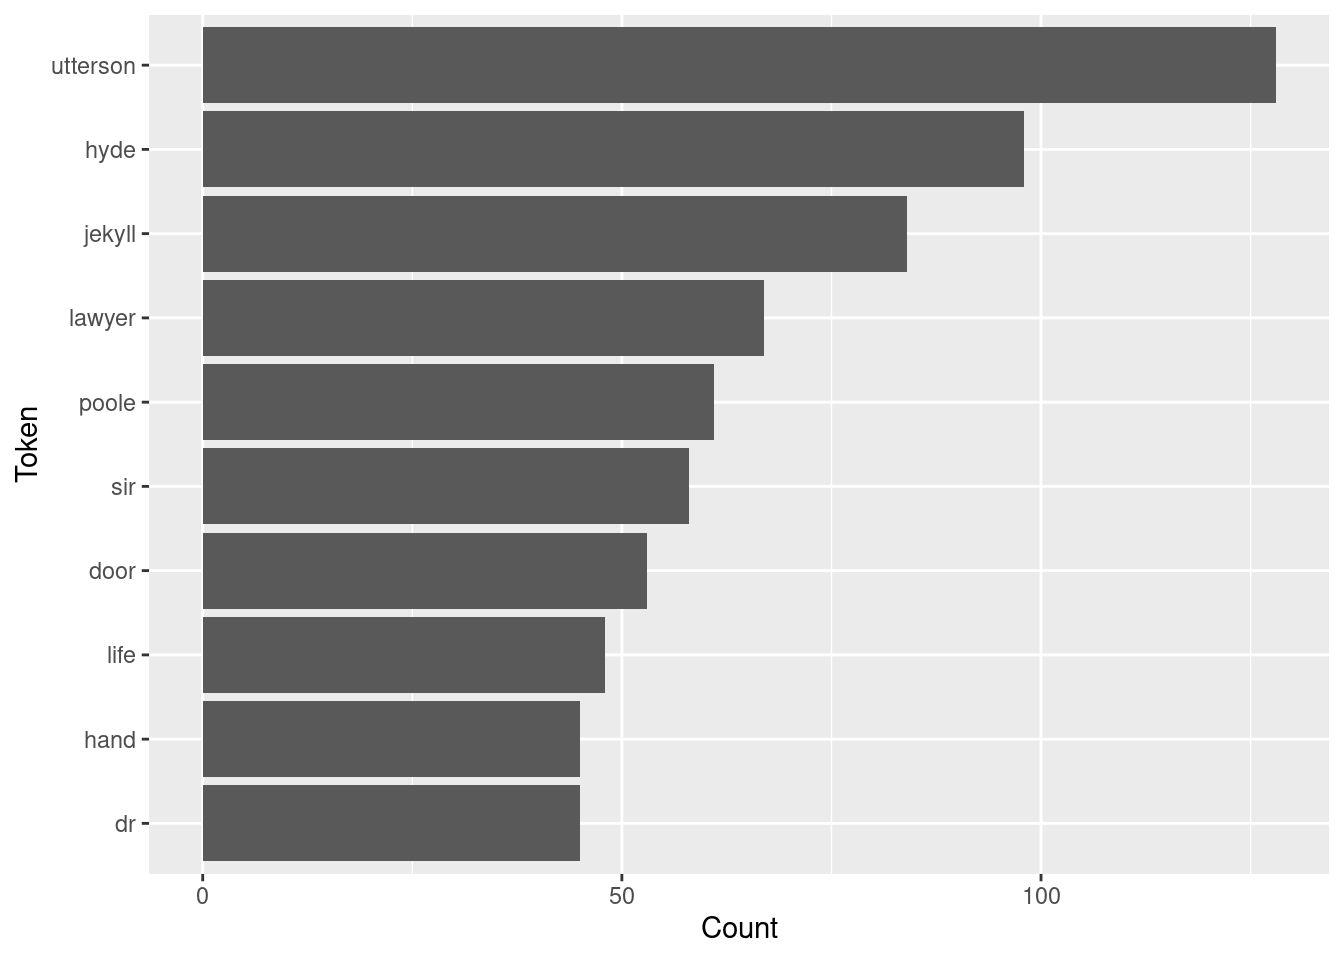 utterson
hyde
jekyll
lawyer
poole
sir
door
life
hand
dr
Token
0 50 100
Count